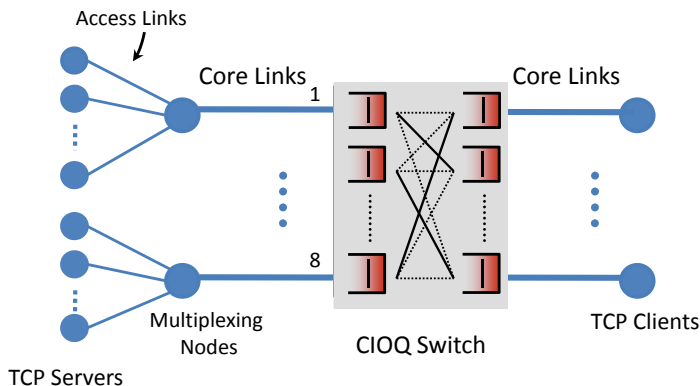 Access Links
Core Links
Core Links
1
8
Multiplexing
Nodes
CIOQ Switch
TCP Clients
TCP Servers